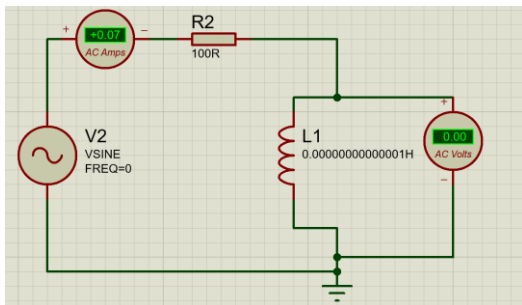 +0.07
AC Amps
R2
100R
V2
VSINE
FREQ=0
L1
0.00000000000001H
0.00
AC Volts